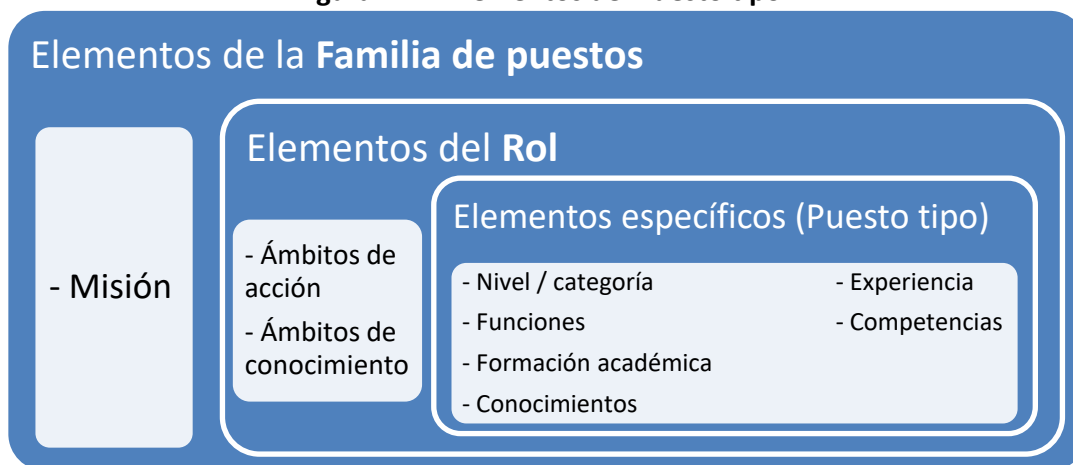 Elementos de la Familia de puestos
Elementos del Rol
Elementos específicos (Puesto tipo)
- Misión
- Ámbitos de
acción
- Ámbitos de
conocimiento
- Nivel / categoría
- Funciones
- Formación académica
- Conocimientos
- Experiencia
- Competencias